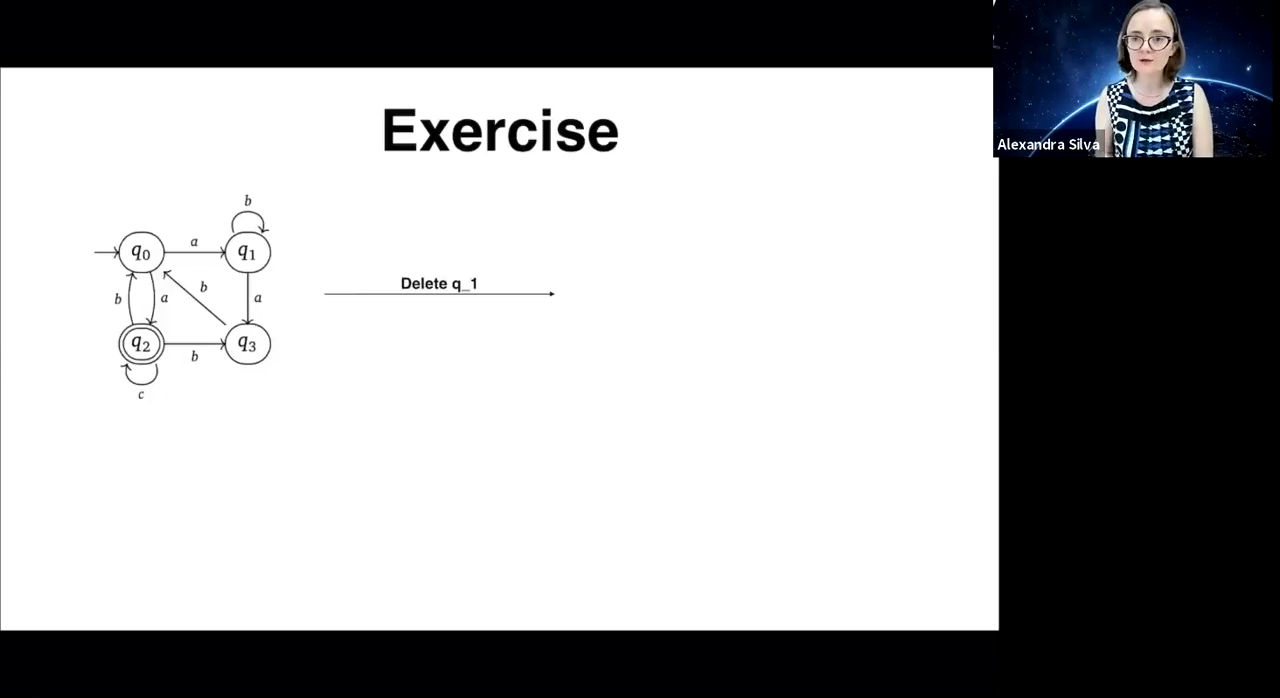 Exercise
Alexandra Silva
b
q0 a q1
b a b a
q2 b q3
c
Delete q_1